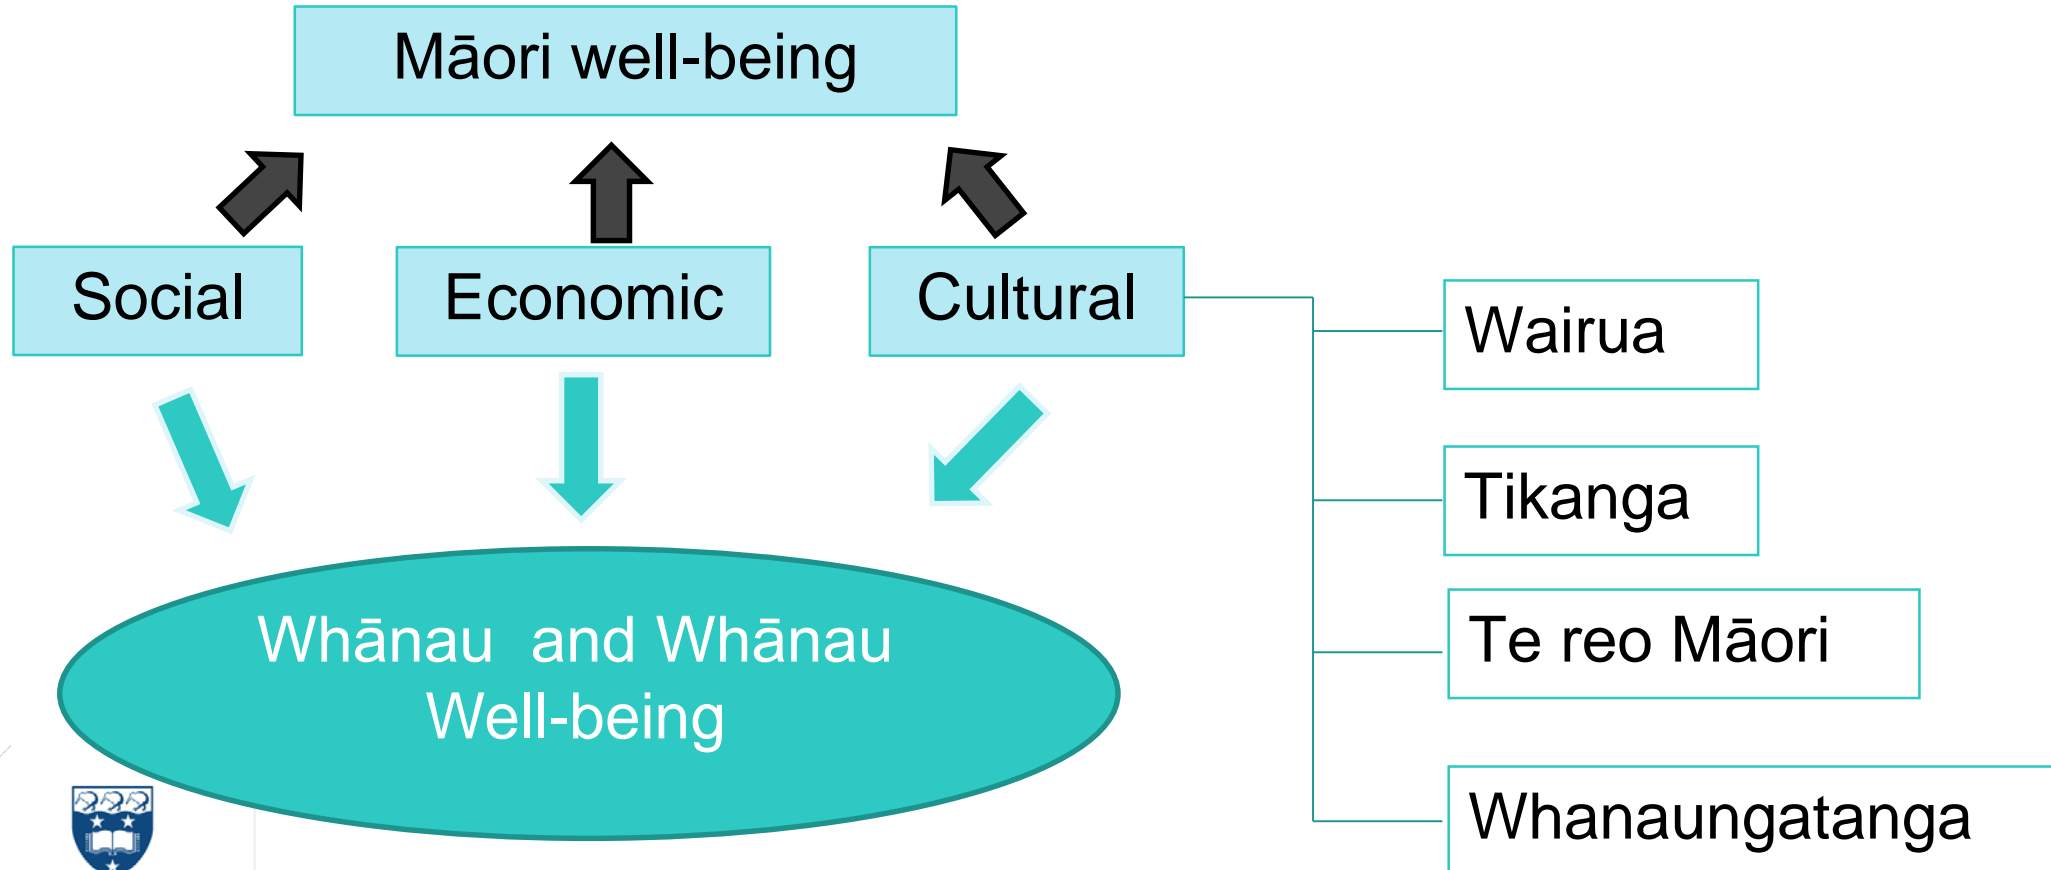 Māori well-being
Social
Economic
Cultural
Wairua
Tikanga
Te reo Māori
Whanaungatanga
Whānau  and Whānau
Well-being